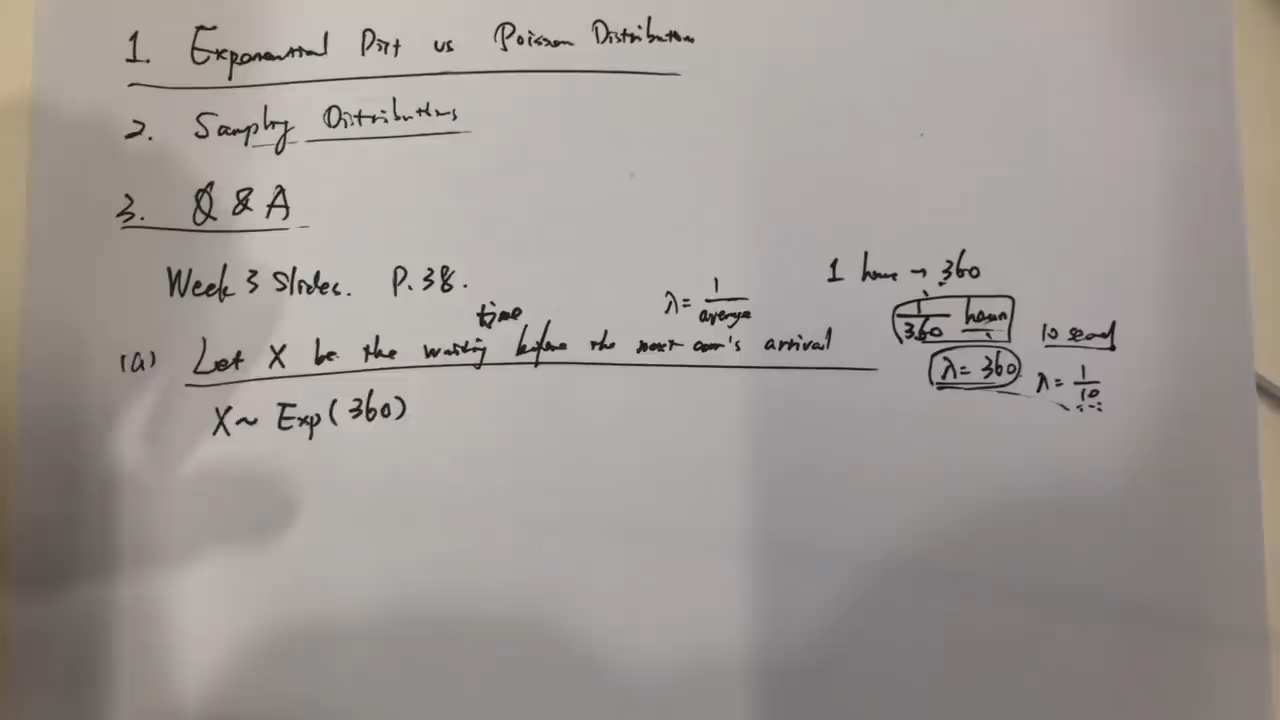 1. Exponential Dist vs Poisson Distribution
2. Sampling Distributions
3. Q & A
Week 3 Slides. P.38.
(a) Let X be the waiting time before the next car's arrival
λ = 1/average
X ~ Exp(360)
1 hour → 360
1/360 hour
λ = 360
10 second
λ = 1/10